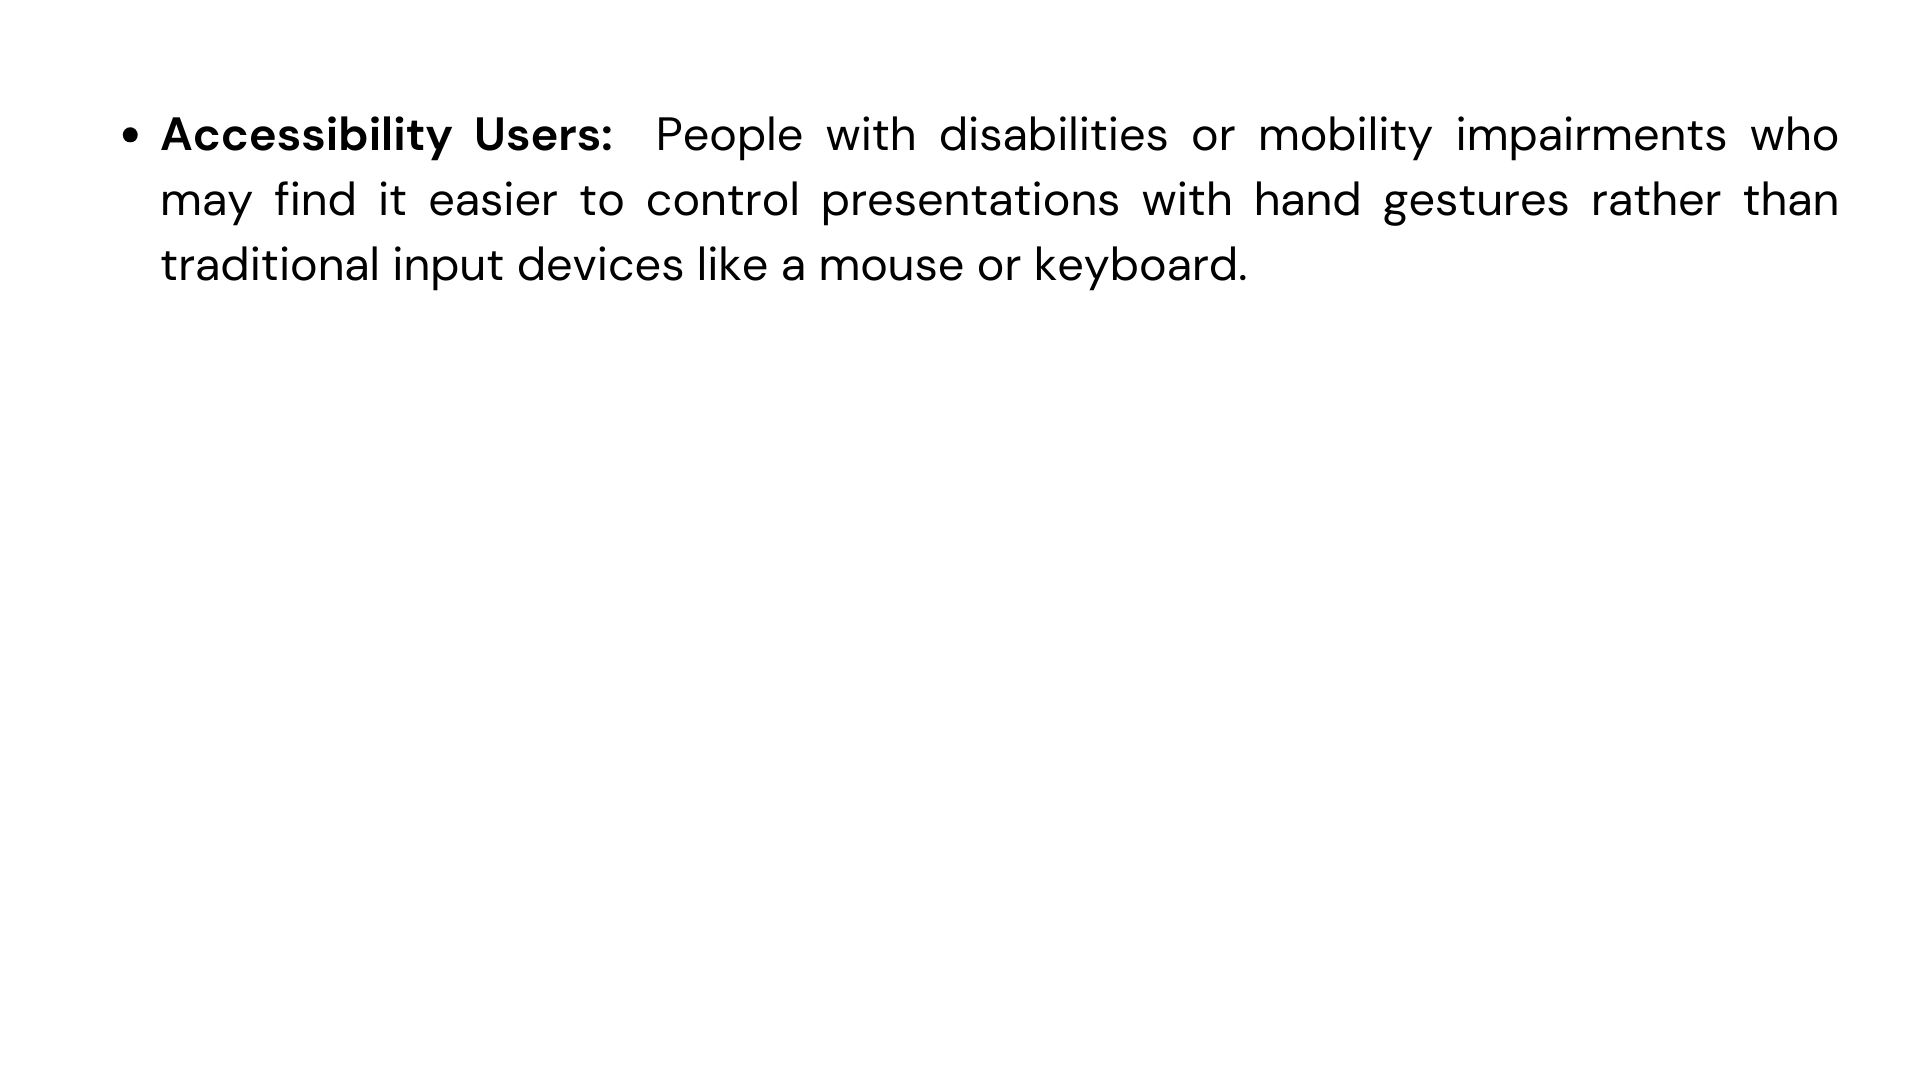 • Accessibility Users: People with disabilities or mobility impairments who
may find it easier to control presentations with hand gestures rather than
traditional input devices like a mouse or keyboard.